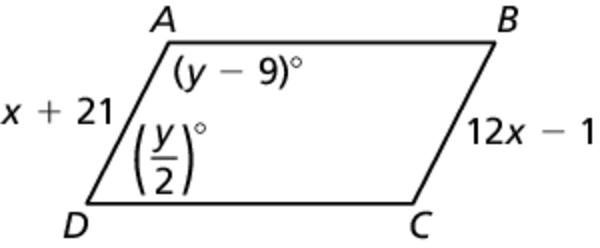 A
B
(y − 9)°
x + 21
(y/2)°
12x − 1
D
C